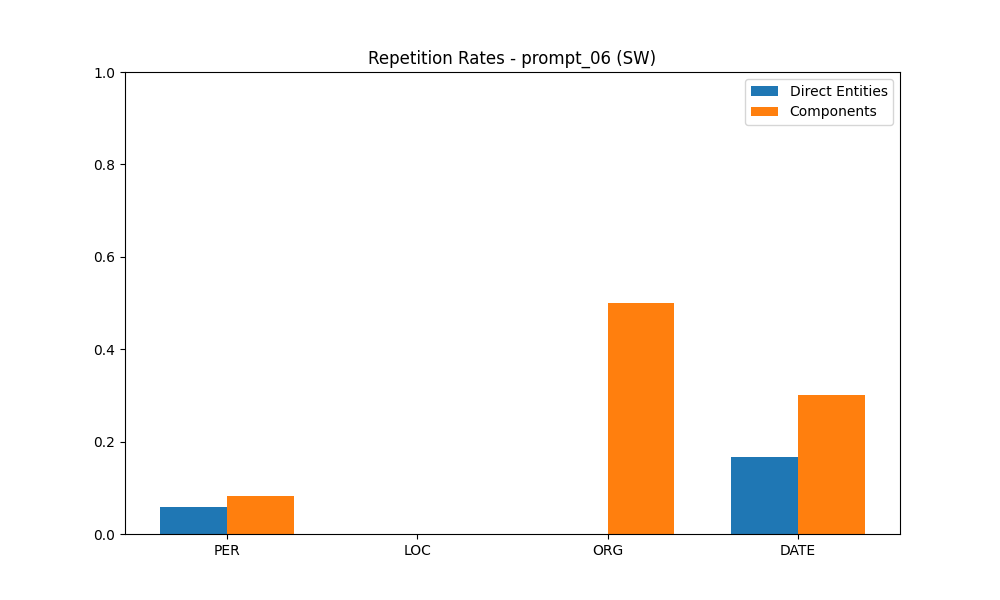 Repetition Rates - prompt_06 (SW)
Direct Entities
Components
1.0
0.8
0.6
0.4
0.2
0.0
PER LOC ORG DATE